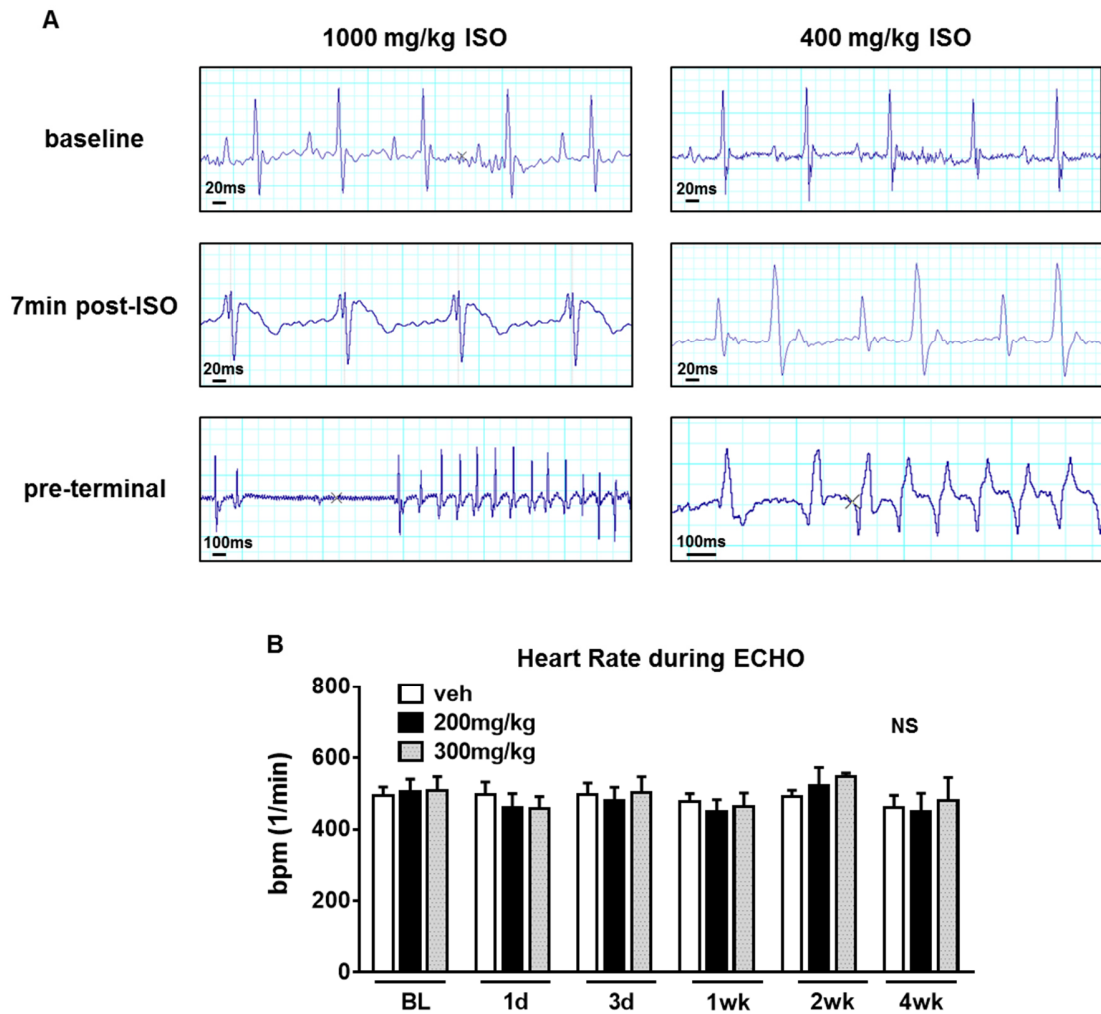 A
1000 mg/kg ISO
400 mg/kg ISO
baseline
20ms
20ms
7min post-ISO
20ms
20ms
pre-terminal
100ms
100ms
B
Heart Rate during ECHO
bpm (1/min)
800
600
400
200
0
veh
200mg/kg
300mg/kg
NS
BL
1d
3d
1wk
2wk
4wk